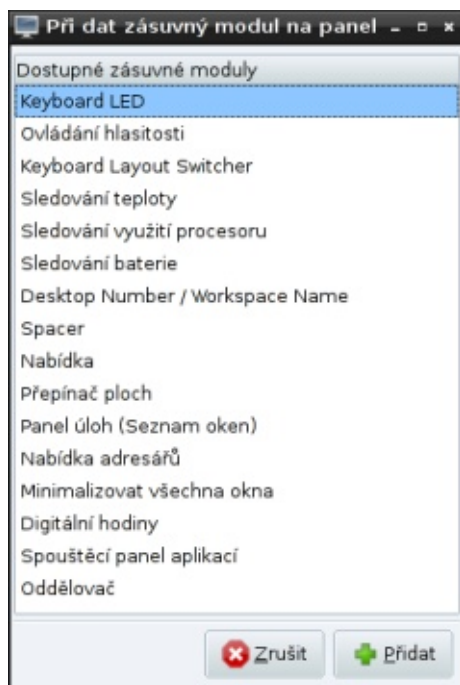 Při dat zásuvný modul na panel
Dostupné zásuvné moduly
Keyboard LED
Ovládání hlasitosti
Keyboard Layout Switcher
Sledování teploty
Sledování využití procesoru
Sledování baterie
Desktop Number / Workspace Name
Spacer
Nabídka
Přepínač ploch
Panel úloh (Seznam oken)
Nabídka adresářů
Minimalizovat všechna okna
Digitální hodiny
Spouštěcí panel aplikací
Oddělovač
Zrušit Přidat